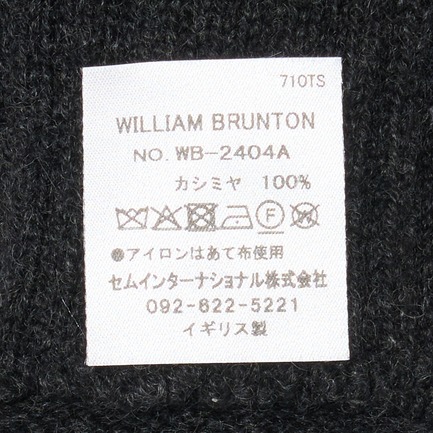 710TS
WILLIAM BRUNTON
NO. WB-2404A
カシミヤ 100%
F W
●アイロンはあて布使用
セムインターナショナル株式会社
092-622-5221
イギリス製